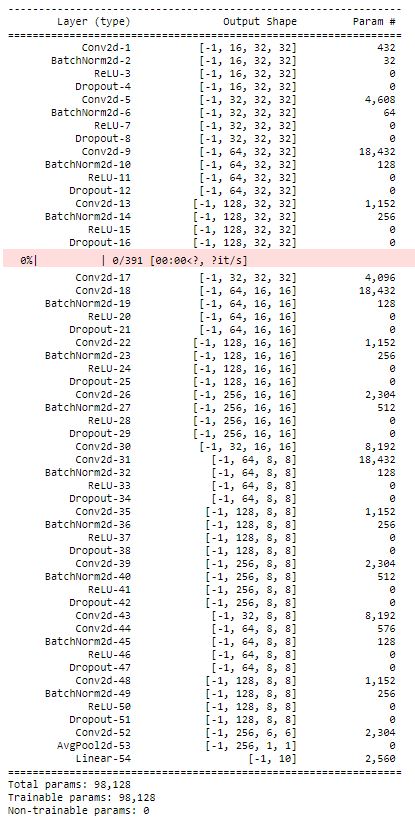 ================================================================
Layer (type) Output Shape Param #
================================================================
Conv2d-1 [-1, 16, 32, 32] 432
BatchNorm2d-2 [-1, 16, 32, 32] 32
ReLU-3 [-1, 16, 32, 32] 0
Dropout-4 [-1, 16, 32, 32] 0
Conv2d-5 [-1, 32, 32, 32] 4,608
BatchNorm2d-6 [-1, 32, 32, 32] 64
ReLU-7 [-1, 32, 32, 32] 0
Dropout-8 [-1, 32, 32, 32] 0
Conv2d-9 [-1, 64, 32, 32] 18,432
BatchNorm2d-10 [-1, 64, 32, 32] 128
ReLU-11 [-1, 64, 32, 32] 0
Dropout-12 [-1, 64, 32, 32] 0
Conv2d-13 [-1, 128, 32, 32] 1,152
BatchNorm2d-14 [-1, 128, 32, 32] 256
ReLU-15 [-1, 128, 32, 32] 0
Dropout-16 [-1, 128, 32, 32] 0
0%| | 0/391 [00:00<?, ?it/s]
Conv2d-17 [-1, 32, 32, 32] 4,096
Conv2d-18 [-1, 64, 16, 16] 18,432
BatchNorm2d-19 [-1, 64, 16, 16] 128
ReLU-20 [-1, 64, 16, 16] 0
Dropout-21 [-1, 64, 16, 16] 0
Conv2d-22 [-1, 128, 16, 16] 1,152
BatchNorm2d-23 [-1, 128, 16, 16] 256
ReLU-24 [-1, 128, 16, 16] 0
Dropout-25 [-1, 128, 16, 16] 0
Conv2d-26 [-1, 256, 16, 16] 2,304
BatchNorm2d-27 [-1, 256, 16, 16] 512
ReLU-28 [-1, 256, 16, 16] 0
Dropout-29 [-1, 256, 16, 16] 0
Conv2d-30 [-1, 32, 16, 16] 8,192
Conv2d-31 [-1, 64, 8, 8] 18,432
BatchNorm2d-32 [-1, 64, 8, 8] 128
ReLU-33 [-1, 64, 8, 8] 0
Dropout-34 [-1, 64, 8, 8] 0
Conv2d-35 [-1, 128, 8, 8] 1,152
BatchNorm2d-36 [-1, 128, 8, 8] 256
ReLU-37 [-1, 128, 8, 8] 0
Dropout-38 [-1, 128, 8, 8] 0
Conv2d-39 [-1, 256, 8, 8] 2,304
BatchNorm2d-40 [-1, 256, 8, 8] 512
ReLU-41 [-1, 256, 8, 8] 0
Dropout-42 [-1, 256, 8, 8] 0
Conv2d-43 [-1, 32, 8, 8] 8,192
Conv2d-44 [-1, 64, 8, 8] 576
BatchNorm2d-45 [-1, 64, 8, 8] 128
ReLU-46 [-1, 64, 8, 8] 0
Dropout-47 [-1, 64, 8, 8] 0
Conv2d-48 [-1, 128, 8, 8] 1,152
BatchNorm2d-49 [-1, 128, 8, 8] 256
ReLU-50 [-1, 128, 8, 8] 0
Dropout-51 [-1, 128, 8, 8] 0
Conv2d-52 [-1, 256, 6, 6] 2,304
AvgPool2d-53 [-1, 256, 1, 1] 0
Linear-54 [-1, 10] 2,560
================================================================
Total params: 98,128
Trainable params: 98,128
Non-trainable params: 0